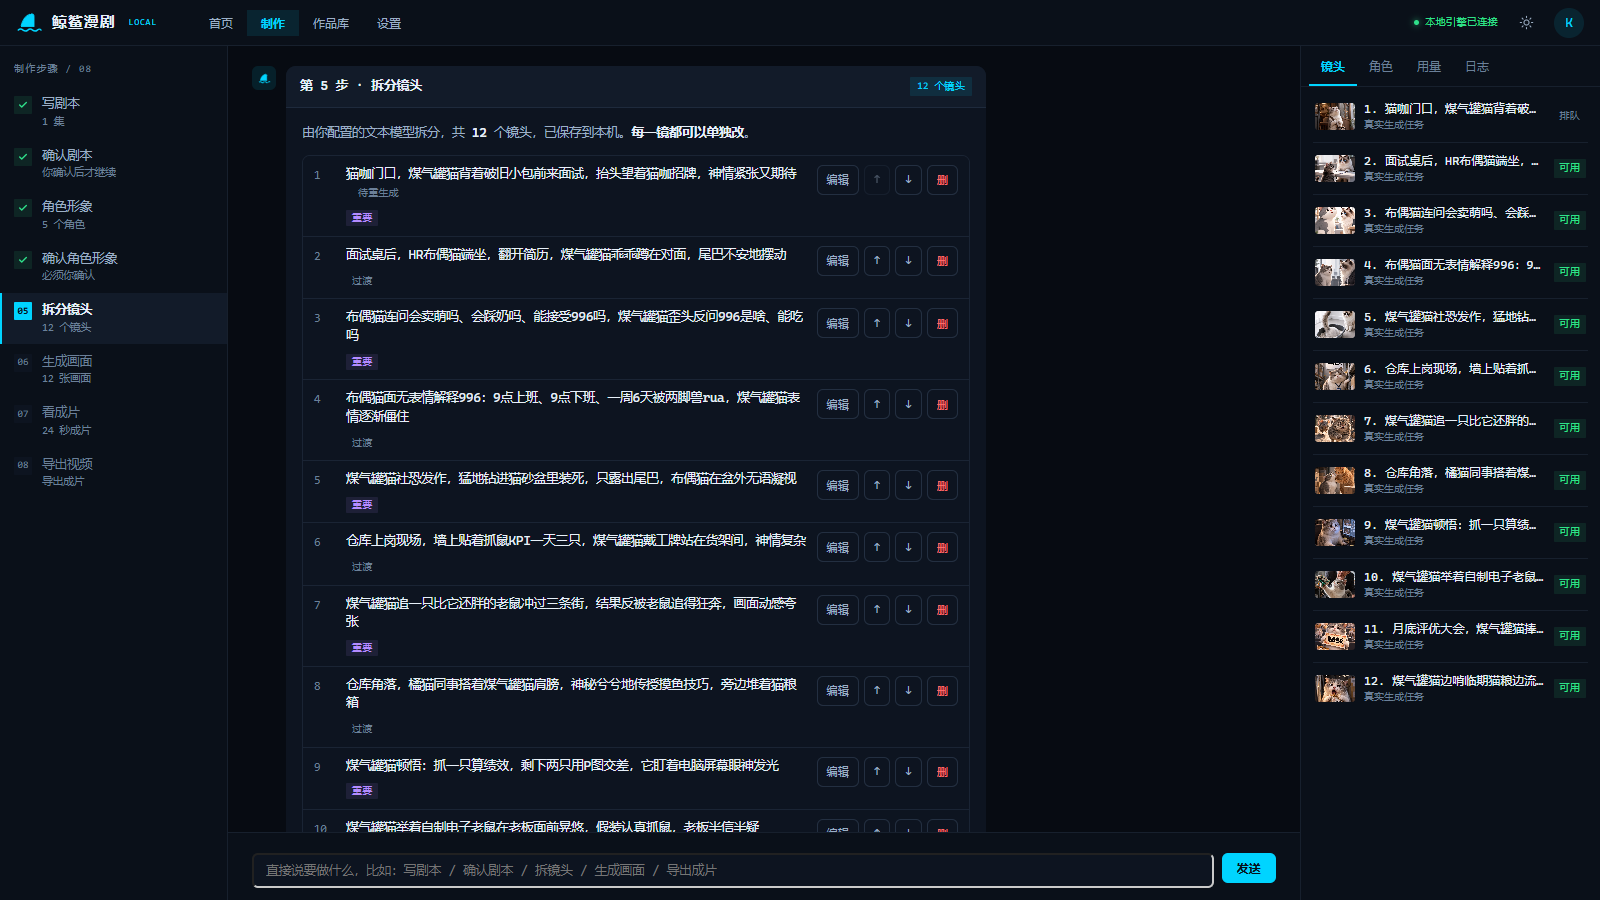 鲸鲨漫剧 LOCAL
首页 制作 作品库 设置
本地引擎已连接
K
制作步骤 / 08
写剧本
1 集
确认剧本
你确认后才继续
角色形象
5 个角色
确认角色形象
必须你确认
05 拆分镜头
12 个镜头
06 生成画面
12 张画面
07 看成片
24 秒成片
08 导出视频
导出成片
第 5 步 · 拆分镜头
12 个镜头
由你配置的文本模型拆分，共 12 个镜头，已保存到本机。每一镜都可以单独改。
1 猫咖门口，煤气罐猫背着破旧小包前来面试，抬头望着猫咖招牌，神情紧张又期待
待重生成
重要
编辑 ↑ ↓ 删
2 面试桌后，HR布偶猫端坐，翻开简历，煤气罐猫乖乖蹲在对面，尾巴不安地摆动
过渡
编辑 ↑ ↓ 删
3 布偶猫连问会卖萌吗、会踩奶吗、能接受996吗，煤气罐猫歪头反问996是啥、能吃
吗
重要
编辑 ↑ ↓ 删
4 布偶猫面无表情解释996：9点上班、9点下班、一周6天被两脚兽rua，煤气罐猫表
情逐渐僵住
过渡
编辑 ↑ ↓ 删
5 煤气罐猫社恐发作，猛地钻进猫砂盆里装死，只露出尾巴，布偶猫在盆外无语凝视
重要
编辑 ↑ ↓ 删
6 仓库上岗现场，墙上贴着抓鼠KPI一天三只，煤气罐猫戴工牌站在货架间，神情复杂
过渡
编辑 ↑ ↓ 删
7 煤气罐猫追一只比它还胖的老鼠冲过三条街，结果反被老鼠追得狂奔，画面动感夸
张
重要
编辑 ↑ ↓ 删
8 仓库角落，橘猫同事搭着煤气罐猫肩膀，神秘兮兮地传授摸鱼技巧，旁边堆着猫粮
箱
过渡
编辑 ↑ ↓ 删
9 煤气罐猫顿悟：抓一只算绩效，剩下两只用P图交差，它盯着电脑屏幕眼神发光
重要
编辑 ↑ ↓ 删
10 煤气罐猫举着自制电子老鼠在老板面前晃悠，假装认真抓鼠，老板半信半疑
编辑 ↑ ↓ 删
直接说要做什么，比如：写剧本 / 确认剧本 / 拆镜头 / 生成画面 / 导出成片
发送
镜头 角色 用量 日志
1. 猫咖门口，煤气罐猫背着破…
真实生成任务
排队
2. 面试桌后，HR布偶猫端坐，…
真实生成任务
可用
3. 布偶猫连问会卖萌吗、会踩…
真实生成任务
可用
4. 布偶猫面无表情解释996：9…
真实生成任务
可用
5. 煤气罐猫社恐发作，猛地钻…
真实生成任务
可用
6. 仓库上岗现场，墙上贴着抓…
真实生成任务
可用
7. 煤气罐猫追一只比它还胖的…
真实生成任务
可用
8. 仓库角落，橘猫同事搭着煤…
真实生成任务
可用
9. 煤气罐猫顿悟：抓一只算绩…
真实生成任务
可用
10. 煤气罐猫举着自制电子老鼠…
真实生成任务
可用
11. 月底评优大会，煤气罐猫捧…
真实生成任务
可用
12. 煤气罐猫边啃临期猫粮边流…
真实生成任务
可用